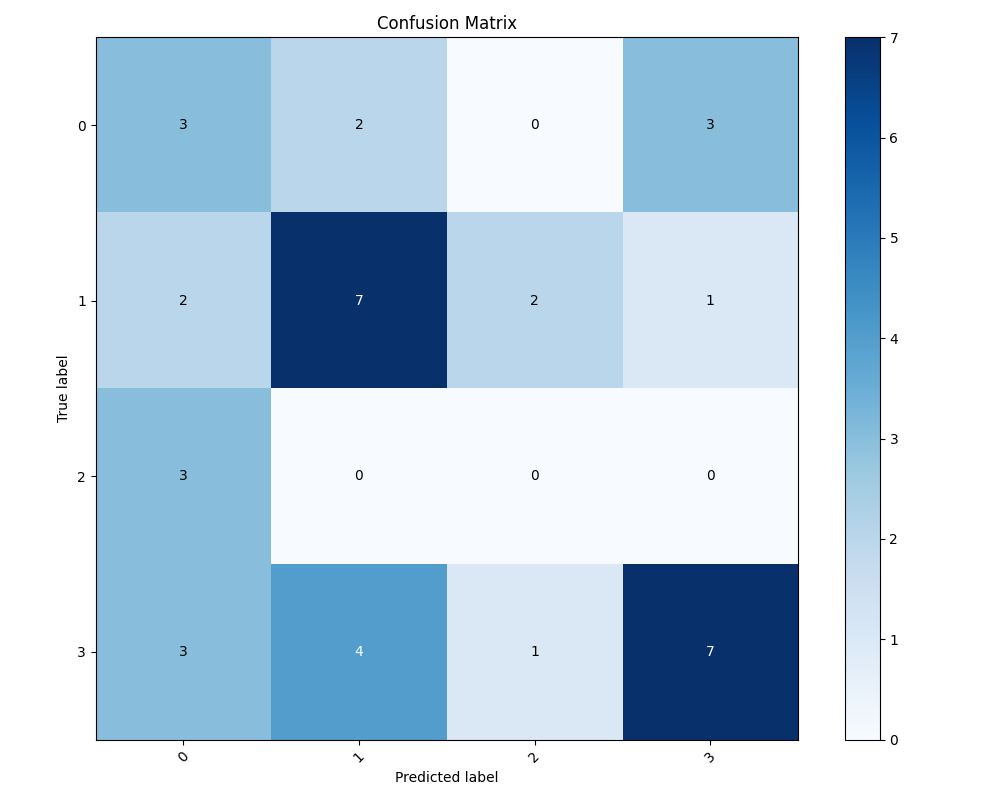 Confusion Matrix
0 3 2 0 3
1 2 7 2 1
2 3 0 0 0
3 3 4 1 7
0 1 2 3
Predicted label
True label
7
6
5
4
3
2
1
0